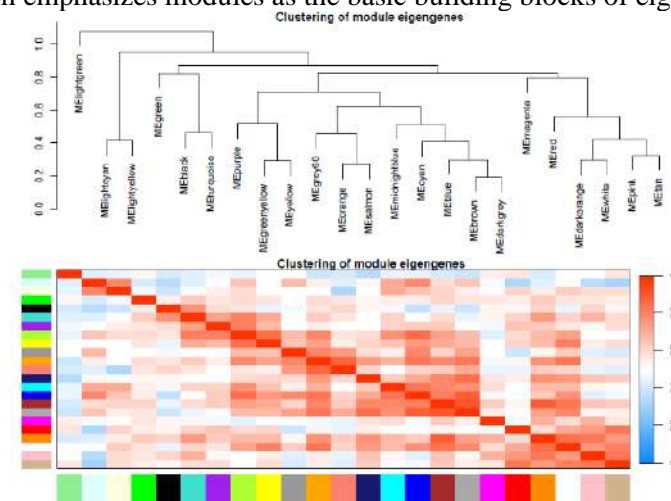 n emphasizes modules as the basic building blocks of eig
Clustering of module eigengenes
1.0
0.8
0.6
0.4
0.2
0.0
MElightgreen
MElightcyan
MElightyellow
MEgreen
MEblack
MEturquoise
MEpurple
MEgreenyellow
MEyellow
MEgrey60
MEorange
MEsalmon
MEmidnightblue
MEcyan
MEblue
MEbrown
MEdarkgrey
MEmagenta
MEred
MEdarkorange
MEwhite
MEpink
MEtan
Clustering of module eigengenes